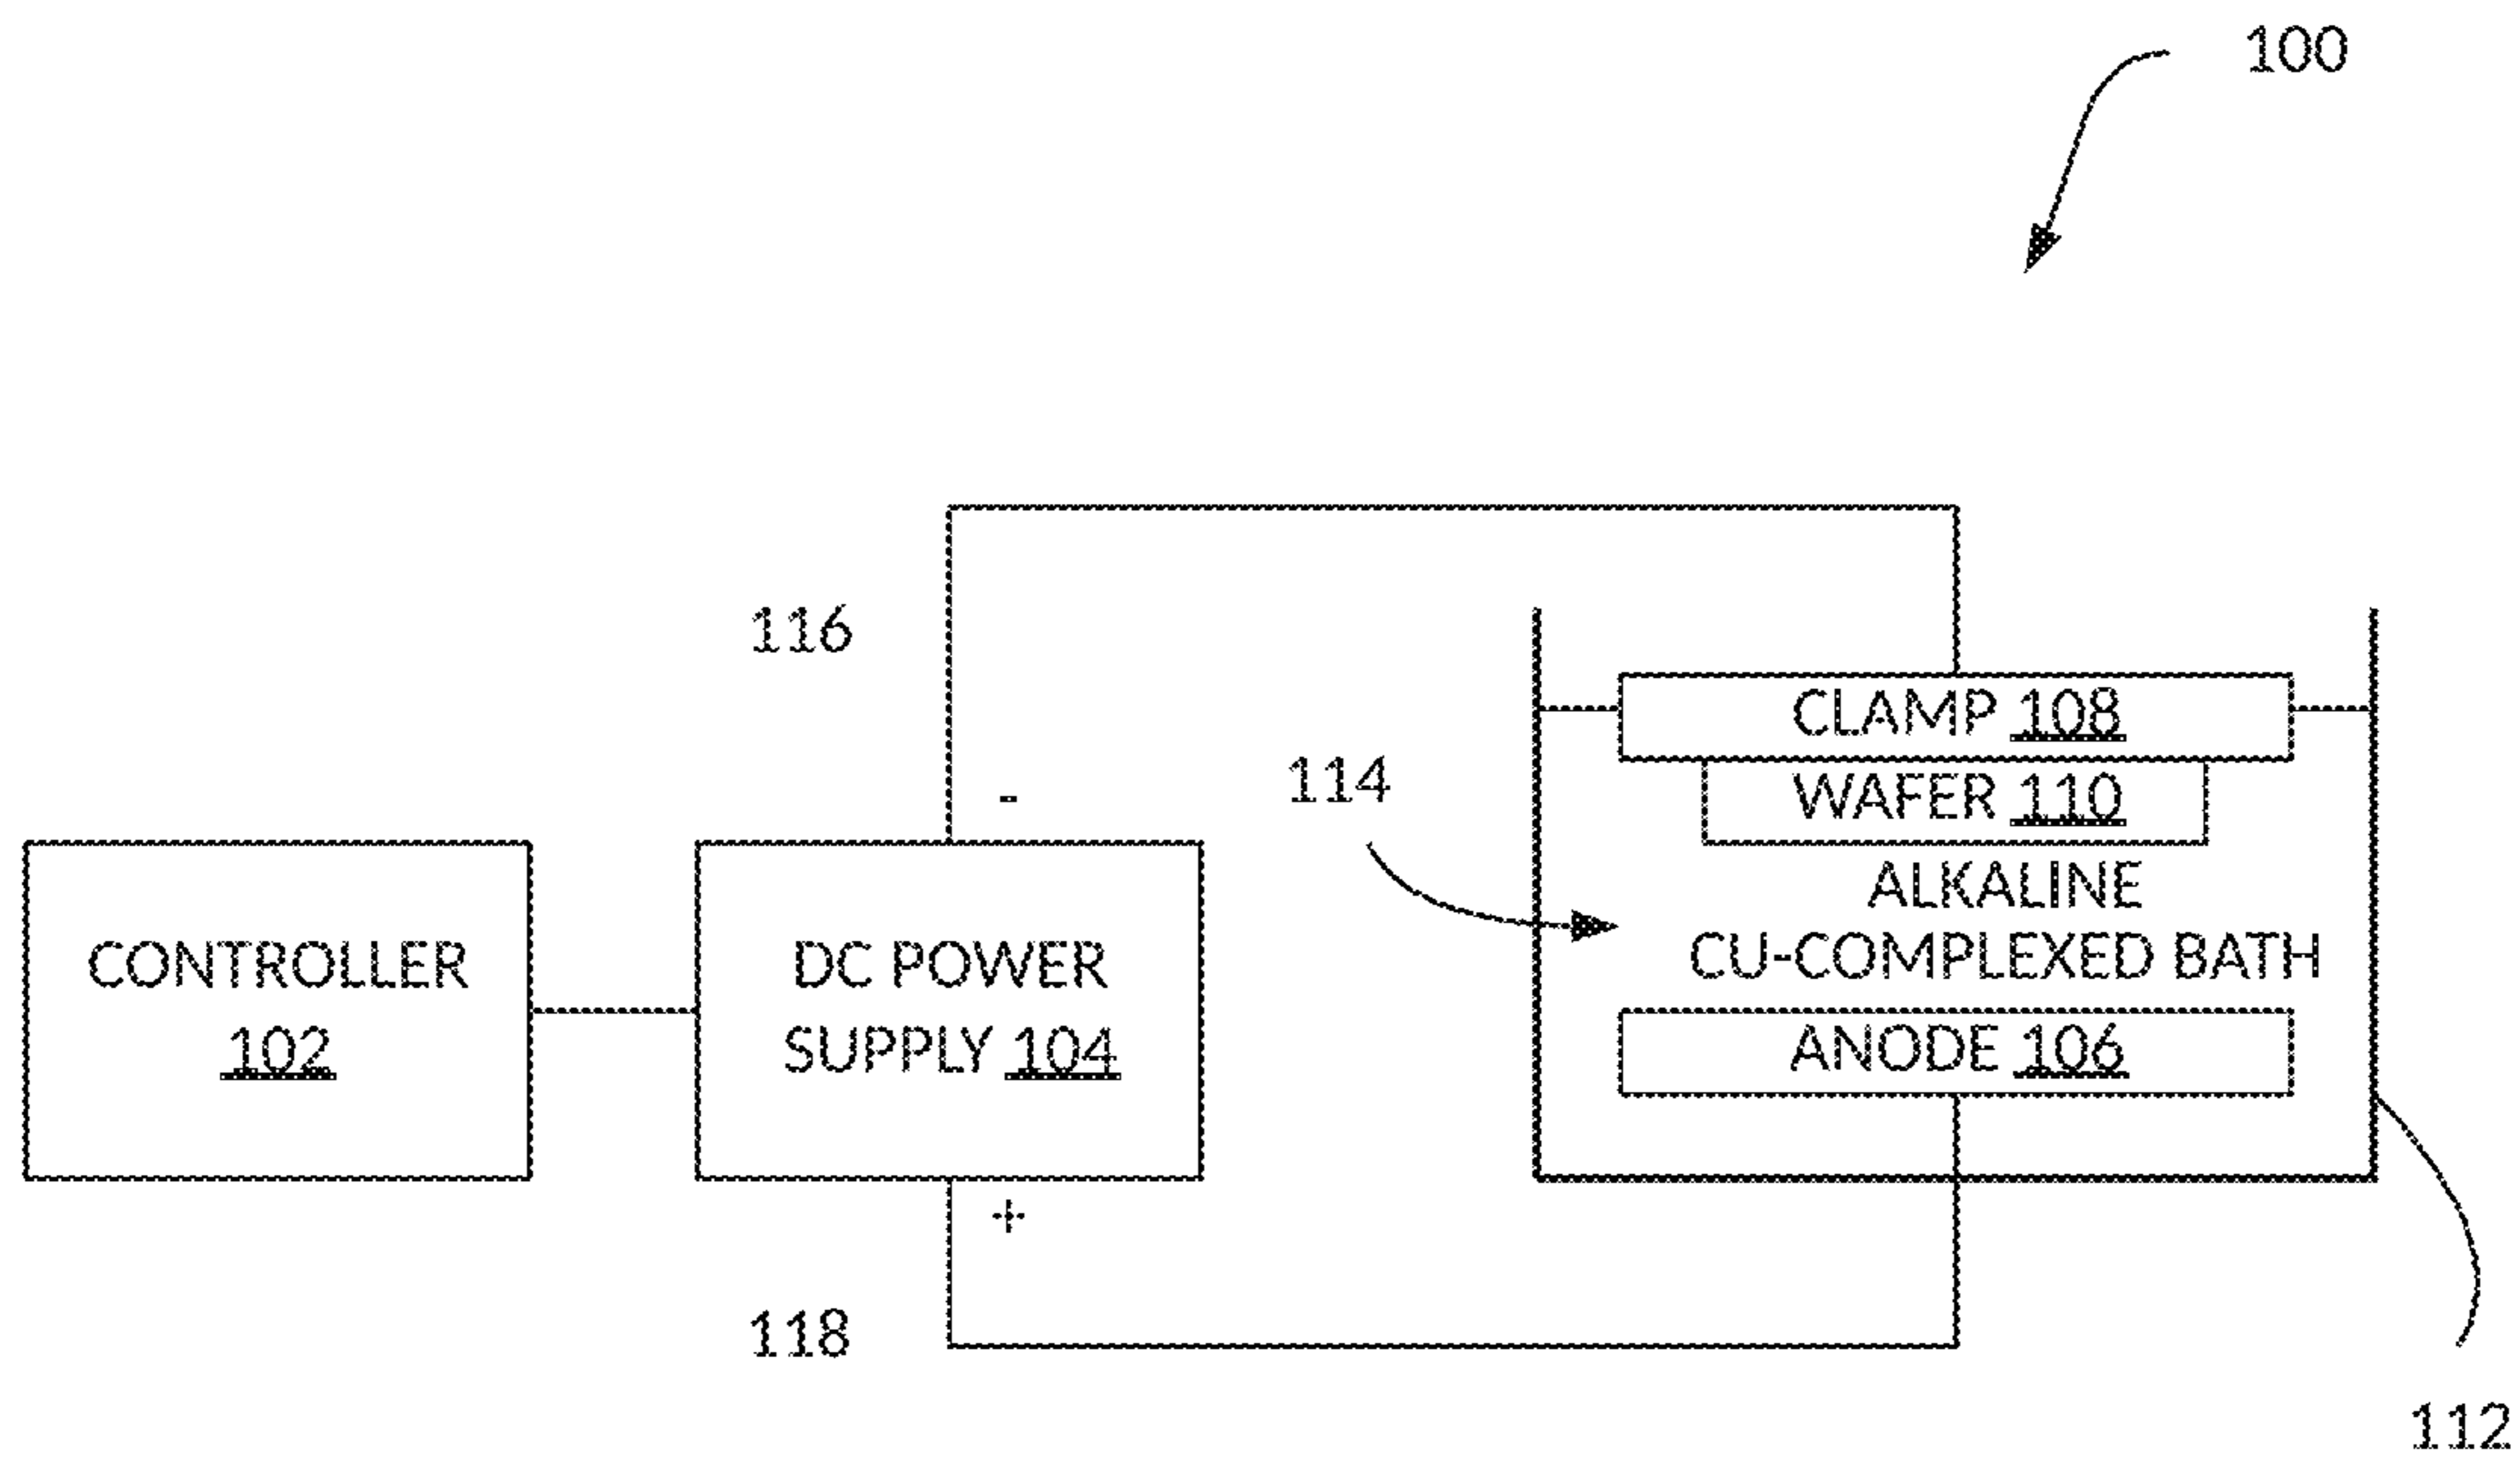 100
116
CLAMP 108
114
-
WAFER 110
ALKALINE
CU-COMPLEXED BATH
CONTROLLER
102
DC POWER
SUPPLY 104
ANODE 106
+
118
112